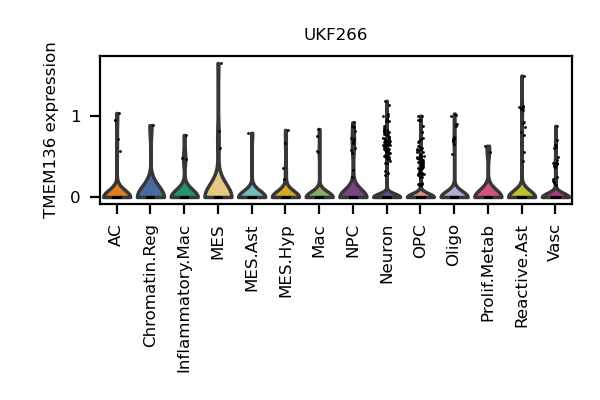 UKF266
TMEM136 expression
1
0
AC
Chromatin.Reg
Inflammatory.Mac
MES
MES.Ast
MES.Hyp
Mac
NPC
Neuron
OPC
Oligo
Prolif.Metab
Reactive.Ast
Vasc